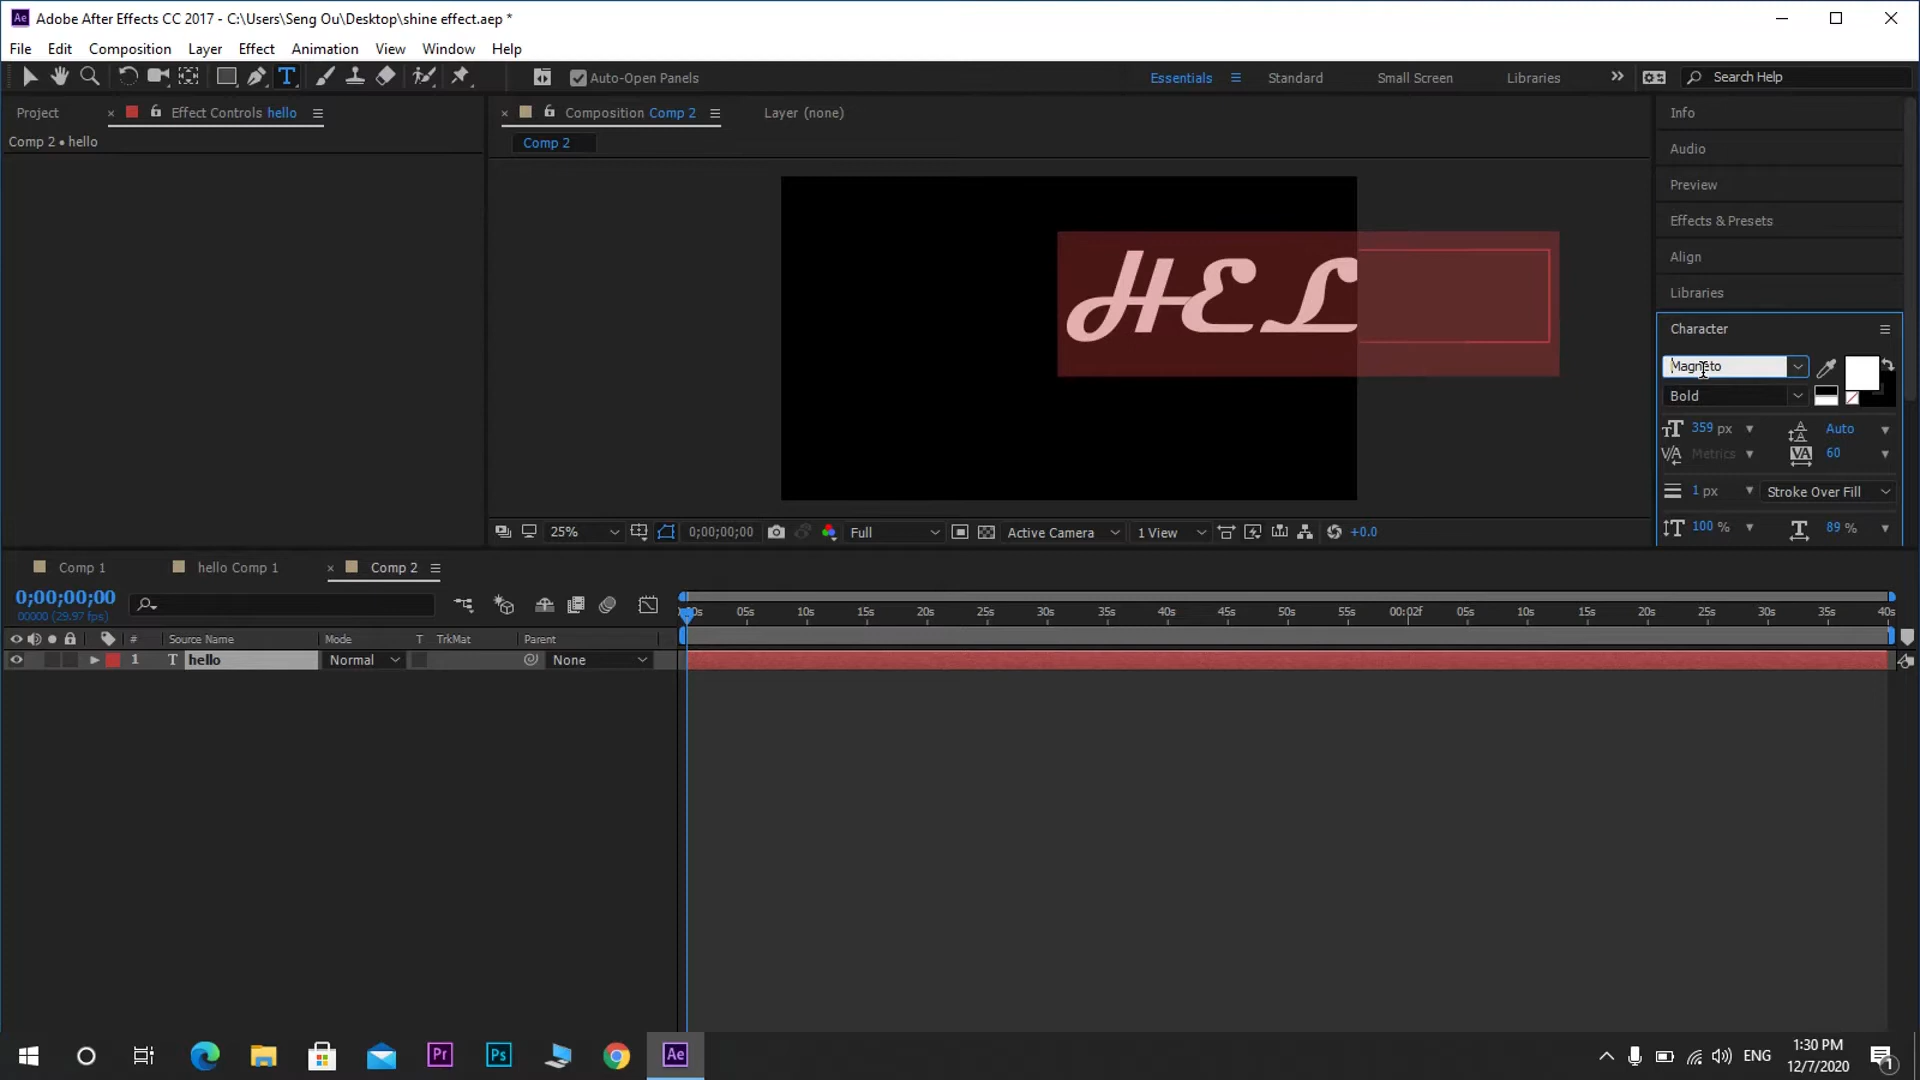 Ae Adobe After Effects CC 2017 - C:\Users\Seng Ou\Desktop\shine effect.aep *
File Edit Composition Layer Effect Animation View Window Help
T Auto-Open Panels Essentials Standard Small Screen Libraries Search Help
Project Effect Controls hello Composition Comp 2 Layer (none) Info
Comp 2 • hello
Comp 2
Audio
Preview
Effects & Presets
Align
Libraries
HEL
Character
Magneto
Bold
359 px Auto
Metrics 60
1 px Stroke Over Fill
100 % 89 %
25% 0;00;00;00 Full Active Camera 1 View +0.0
Comp 1 hello Comp 1 Comp 2
0;00;00;00
00000 (29.97 fps)
05s 10s 15s 20s 25s 30s 35s 40s 45s 50s 55s 00:02f 05s 10s 15s 20s 25s 30s 35s 40s
# Source Name Mode T TrkMat Parent
1 T hello Normal None
Pr Ps Ae
ENG
1:30 PM
12/7/2020
1